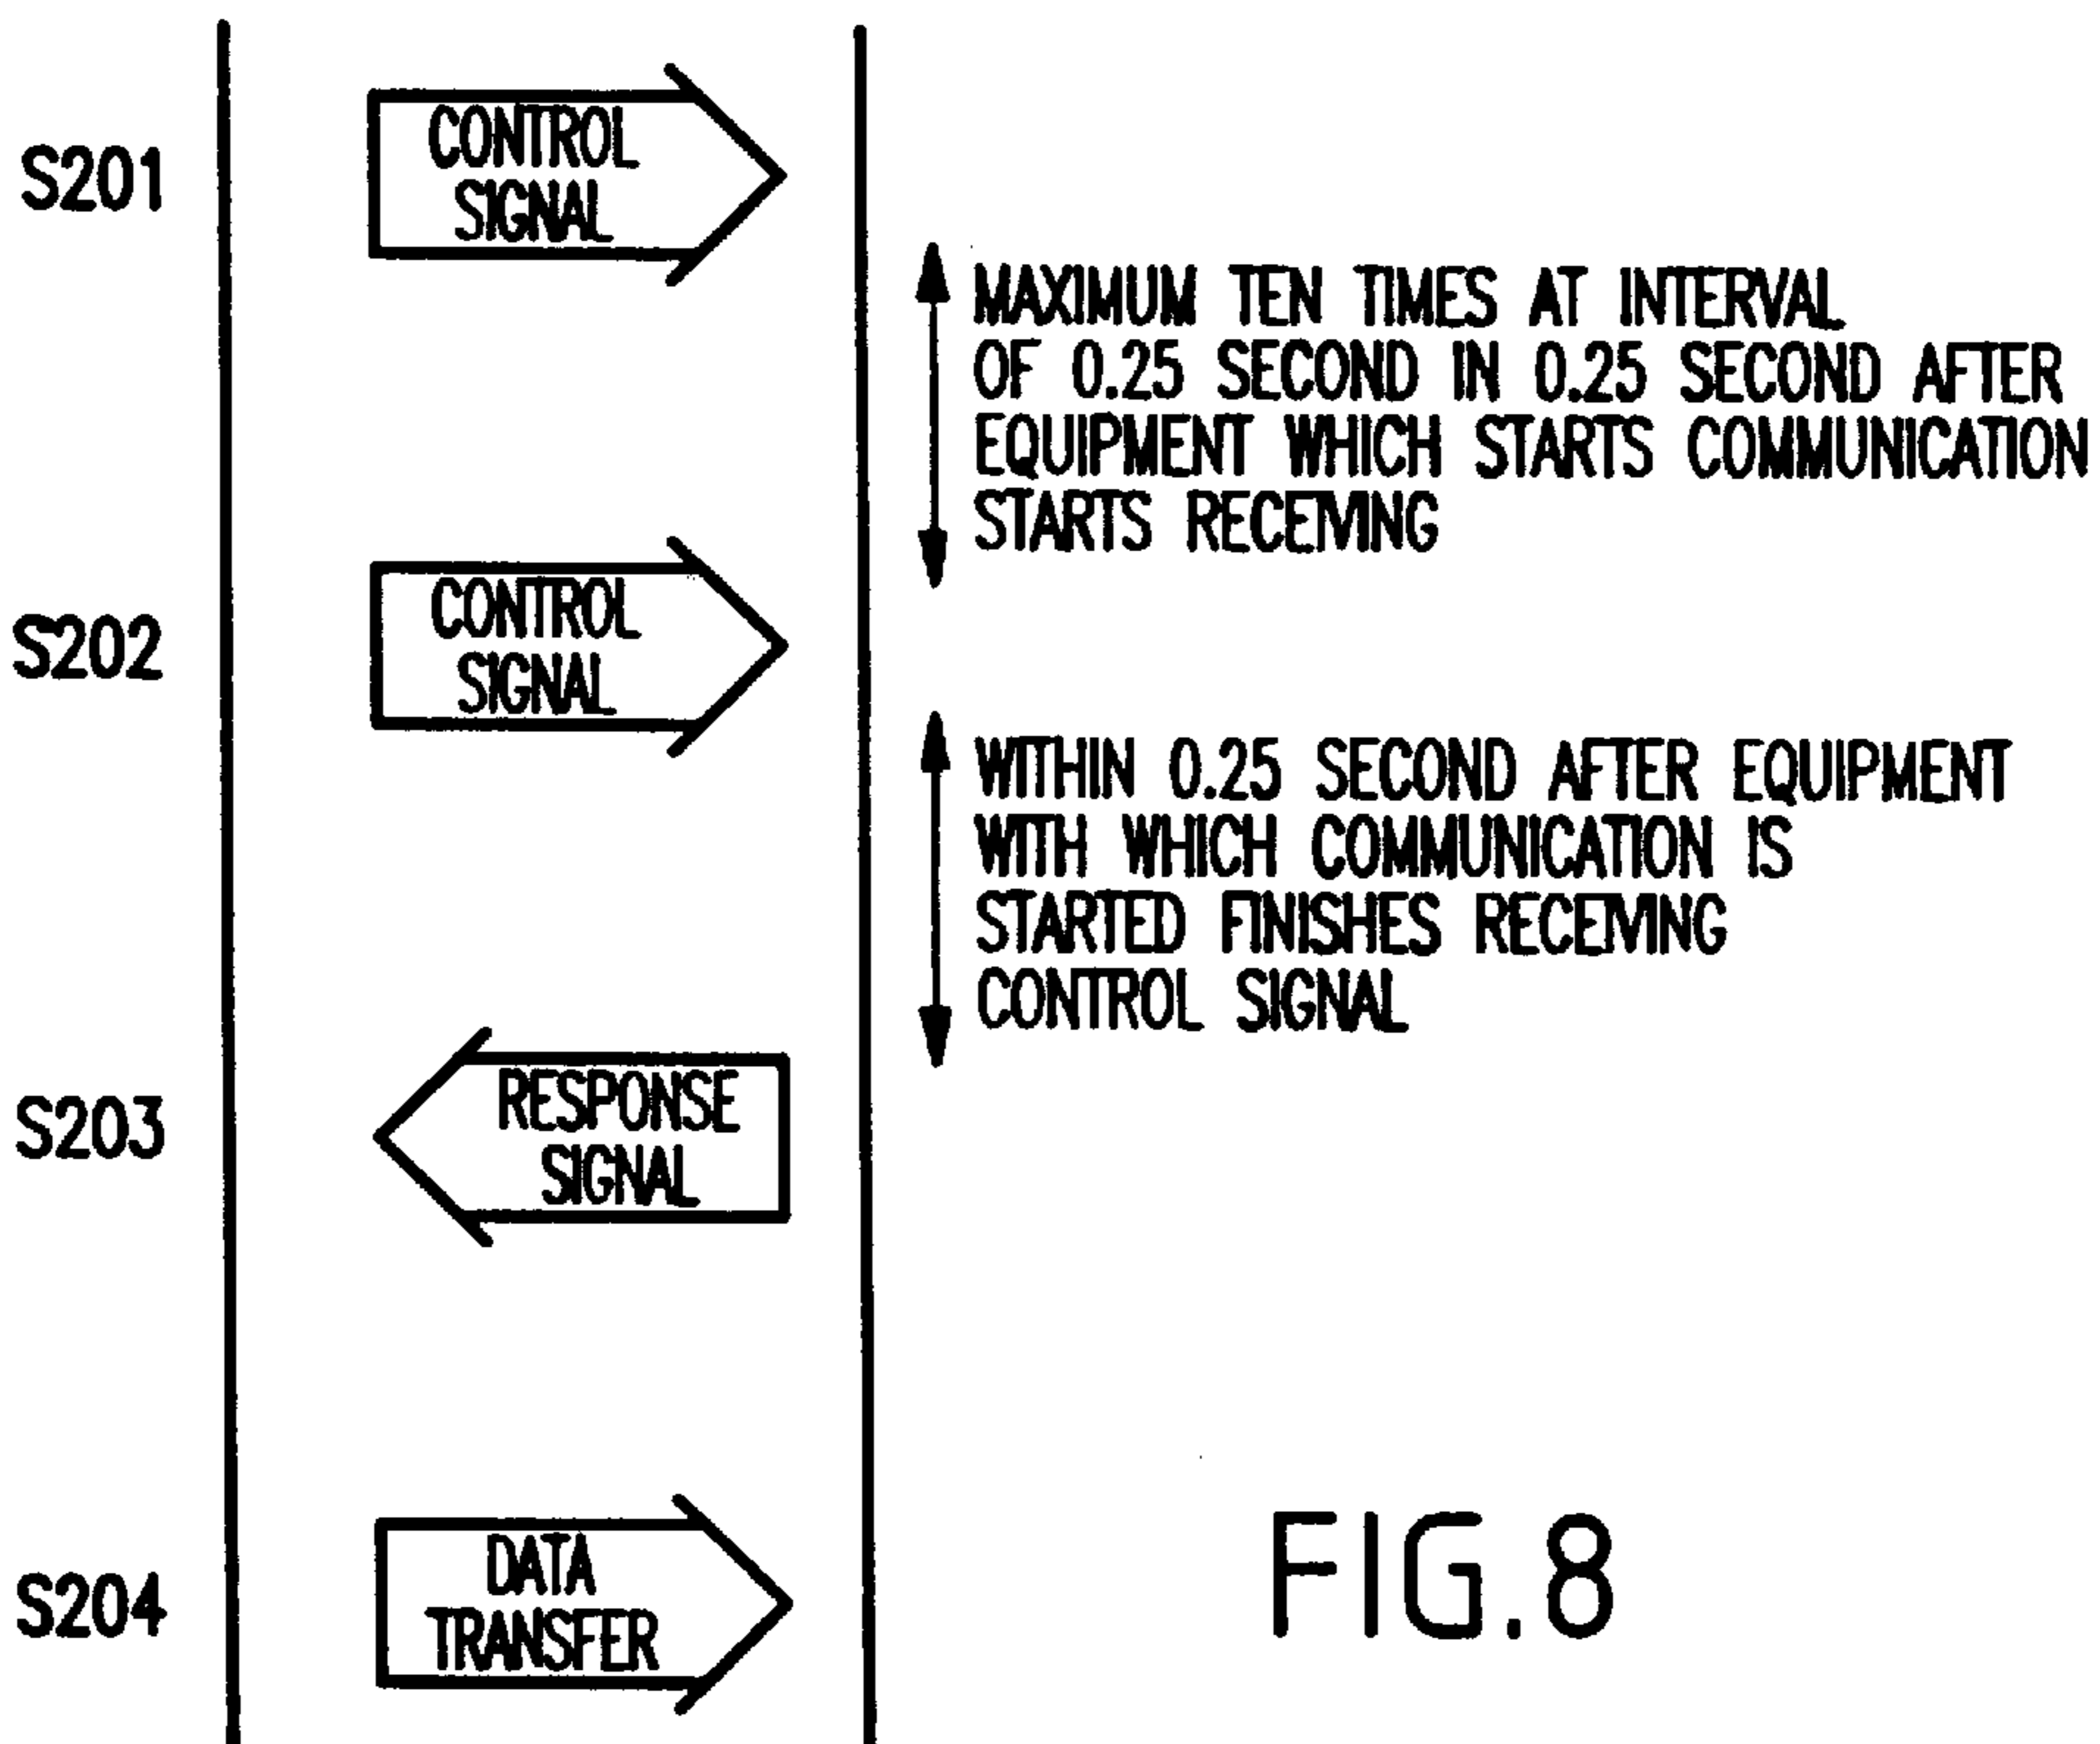 S201
CONTROL
SIGNAL
MAXIMUM TEN TIMES AT INTERVAL
OF 0.25 SECOND IN 0.25 SECOND AFTER
EQUIPMENT WHICH STARTS COMMUNICATION
STARTS RECEIVING
S202
CONTROL
SIGNAL
WITHIN 0.25 SECOND AFTER EQUIPMENT
WITH WHICH COMMUNICATION IS
STARTED FINISHES RECEIVING
CONTROL SIGNAL
S203
RESPONSE
SIGNAL
S204
DATA
TRANSFER
FIG.8